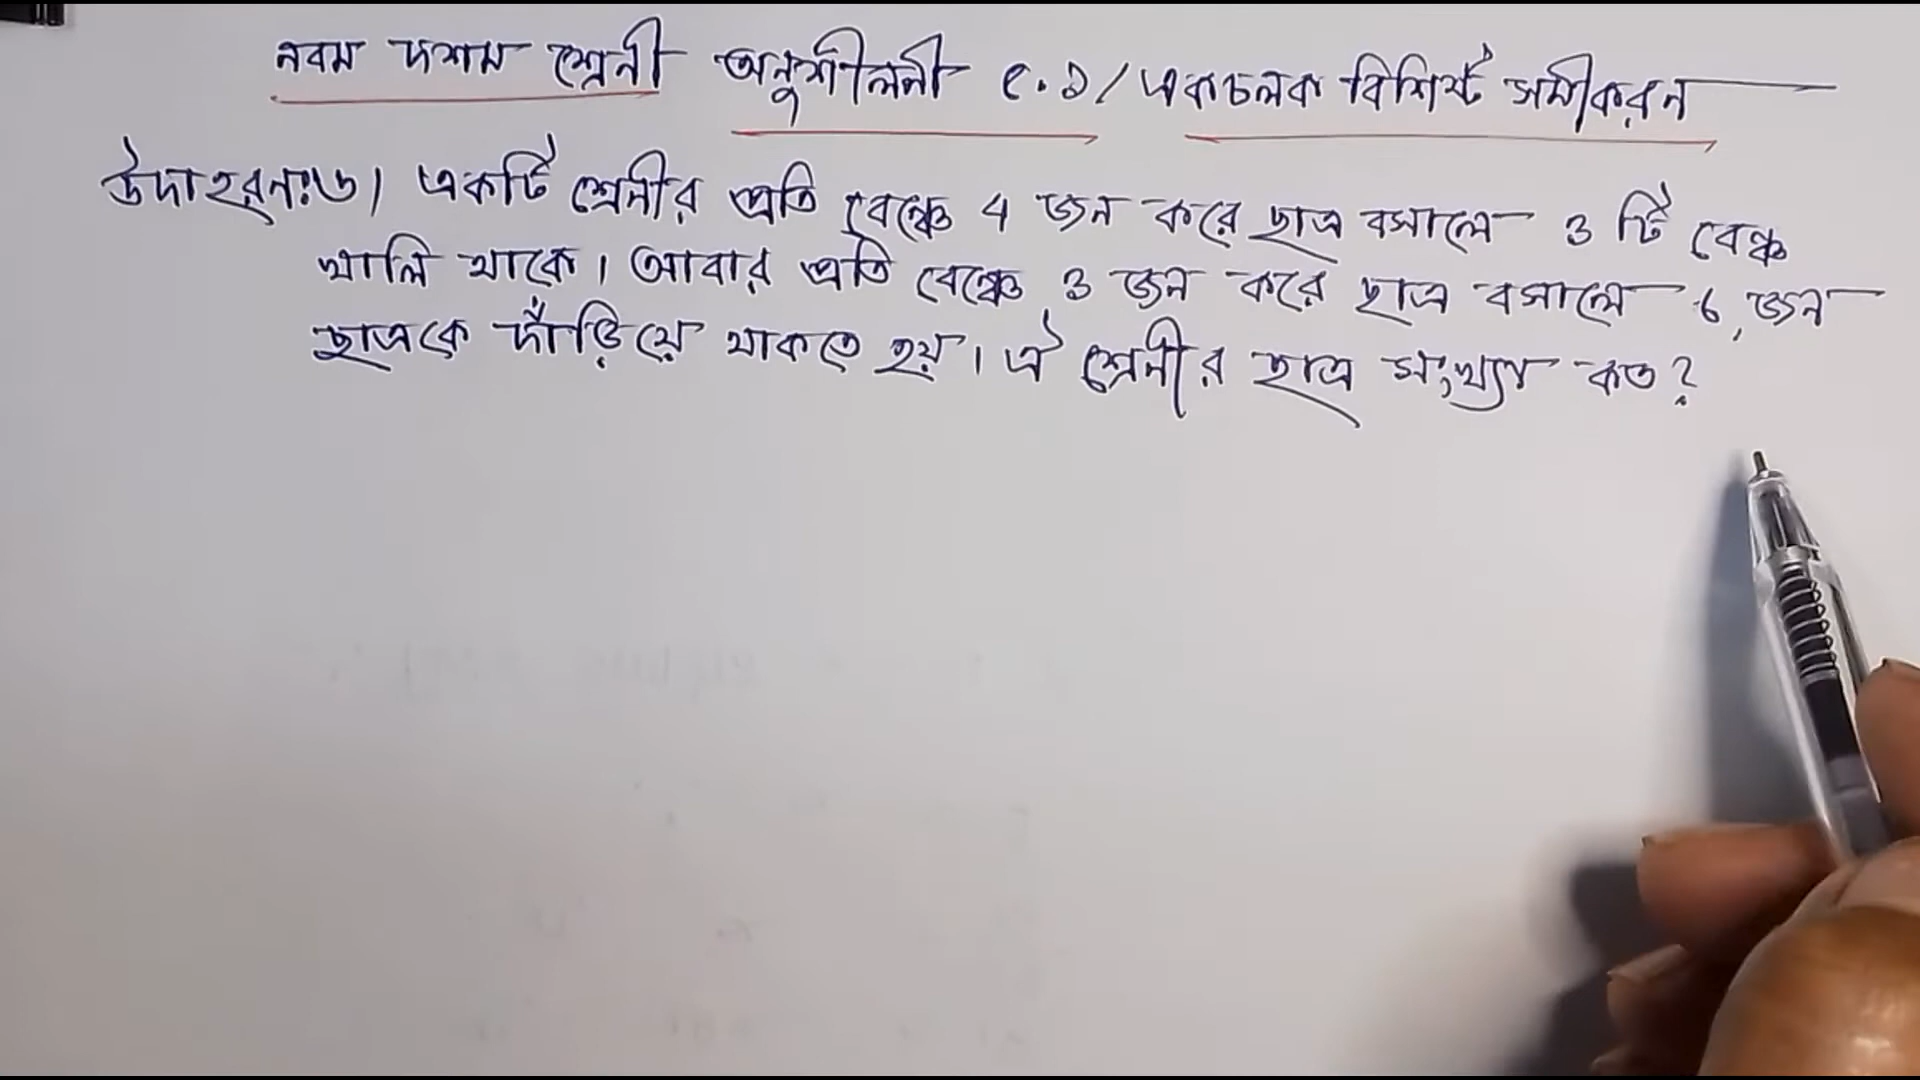 নবম দশম শ্রেনী অনুশীলনী ৫.১/একচলক বিশিষ্ট সমীকরন
উদাহরনঃ৬। একটি শ্রেনীর প্রতি বেঞ্চে 4 জন করে ছাত্র বসালে 3 টি বেঞ্চ
খালি থাকে। আবার প্রতি বেঞ্চে 3 জন করে ছাত্র বসালে 6 জন
ছাত্রকে দাঁড়িয়ে থাকতে হয়। ঐ শ্রেনীর ছাত্র সংখ্যা কত?